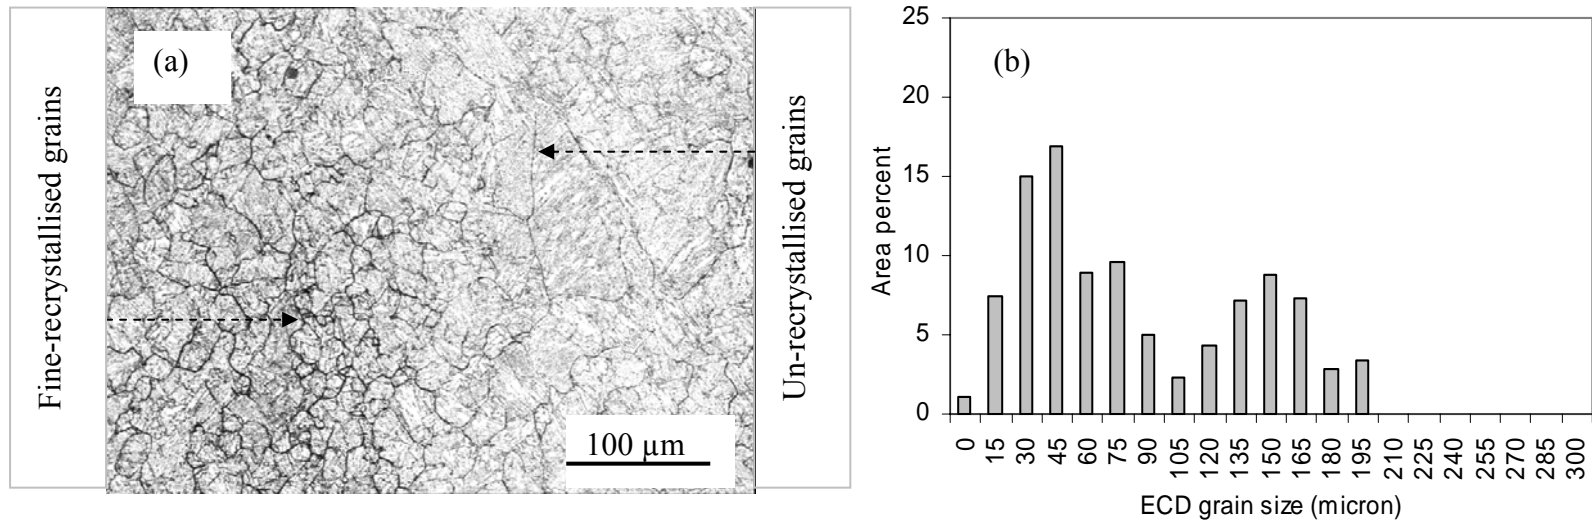 Fine-recrystallised grains
(a)
100 µm
Un-recrystallised grains
(b)
Area percent
25
20
15
10
5
0
0 15 30 45 60 75 90 105 120 135 150 165 180 195 210 225 240 255 270 285 300
ECD grain size (micron)